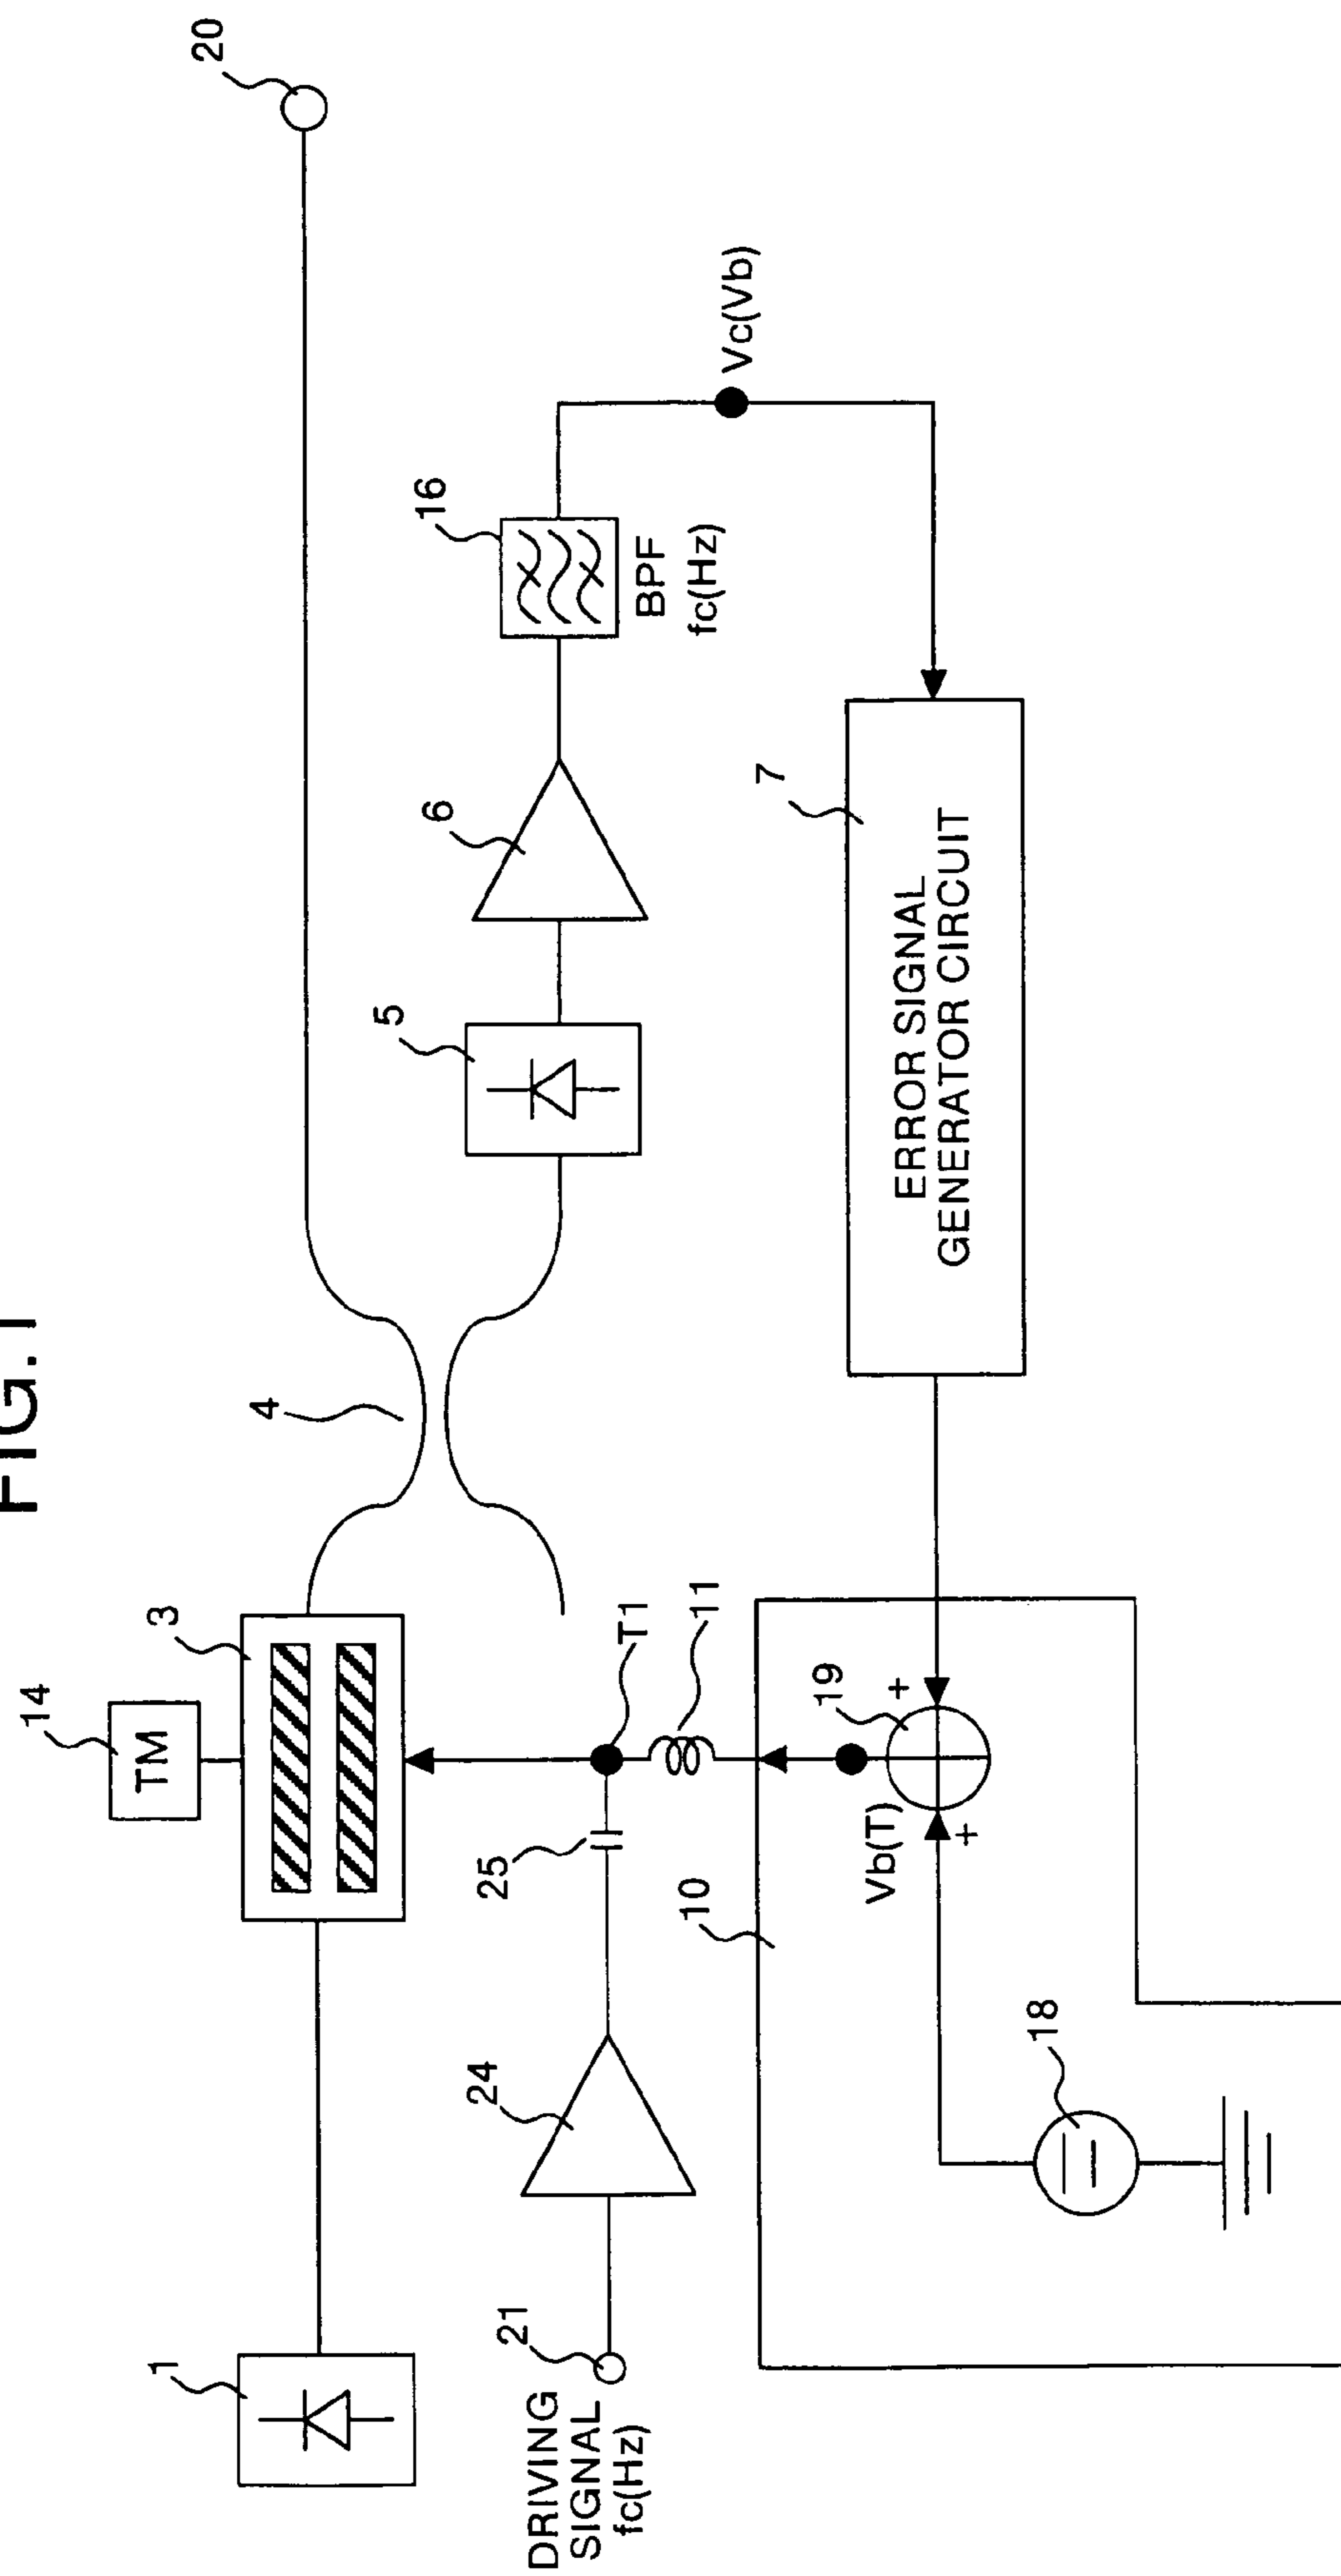 FIG.1
14
TM
3
4
20
1
DRIVING
SIGNAL
fc(Hz)
21
24
25
T1
11
5
6
16
BPF
fc(Hz)
Vc(Vb)
10
Vb(T)
19
+
+
18
7
ERROR SIGNAL
GENERATOR CIRCUIT